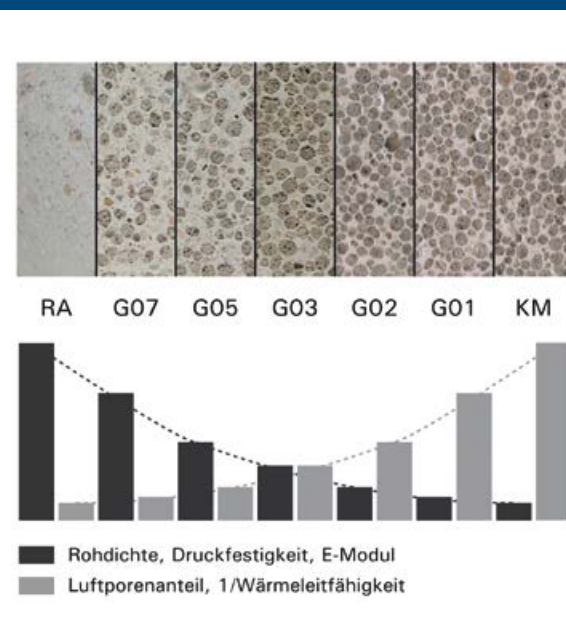 RA G07 G05 G03 G02 G01 KM
Rohdichte, Druckfestigkeit, E-Modul
Luftporenanteil, 1/Wärmeleitfähigkeit